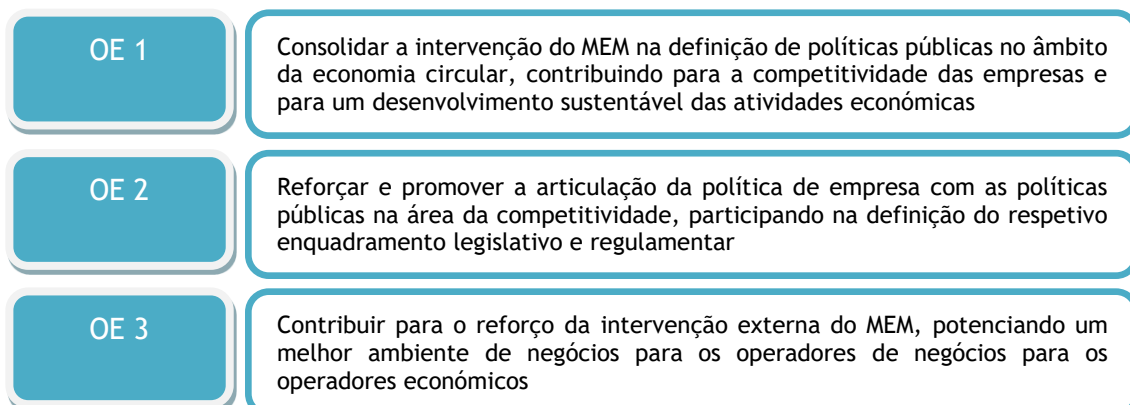 OE 1
Consolidar a intervenção do MEM na definição de políticas públicas no âmbito
da economia circular, contribuindo para a competitividade das empresas e
para um desenvolvimento sustentável das atividades económicas
OE 2
Reforçar e promover a articulação da política de empresa com as políticas
públicas na área da competitividade, participando na definição do respetivo
enquadramento legislativo e regulamentar
OE 3
Contribuir para o reforço da intervenção externa do MEM, potenciando um
melhor ambiente de negócios para os operadores de negócios para os
operadores económicos